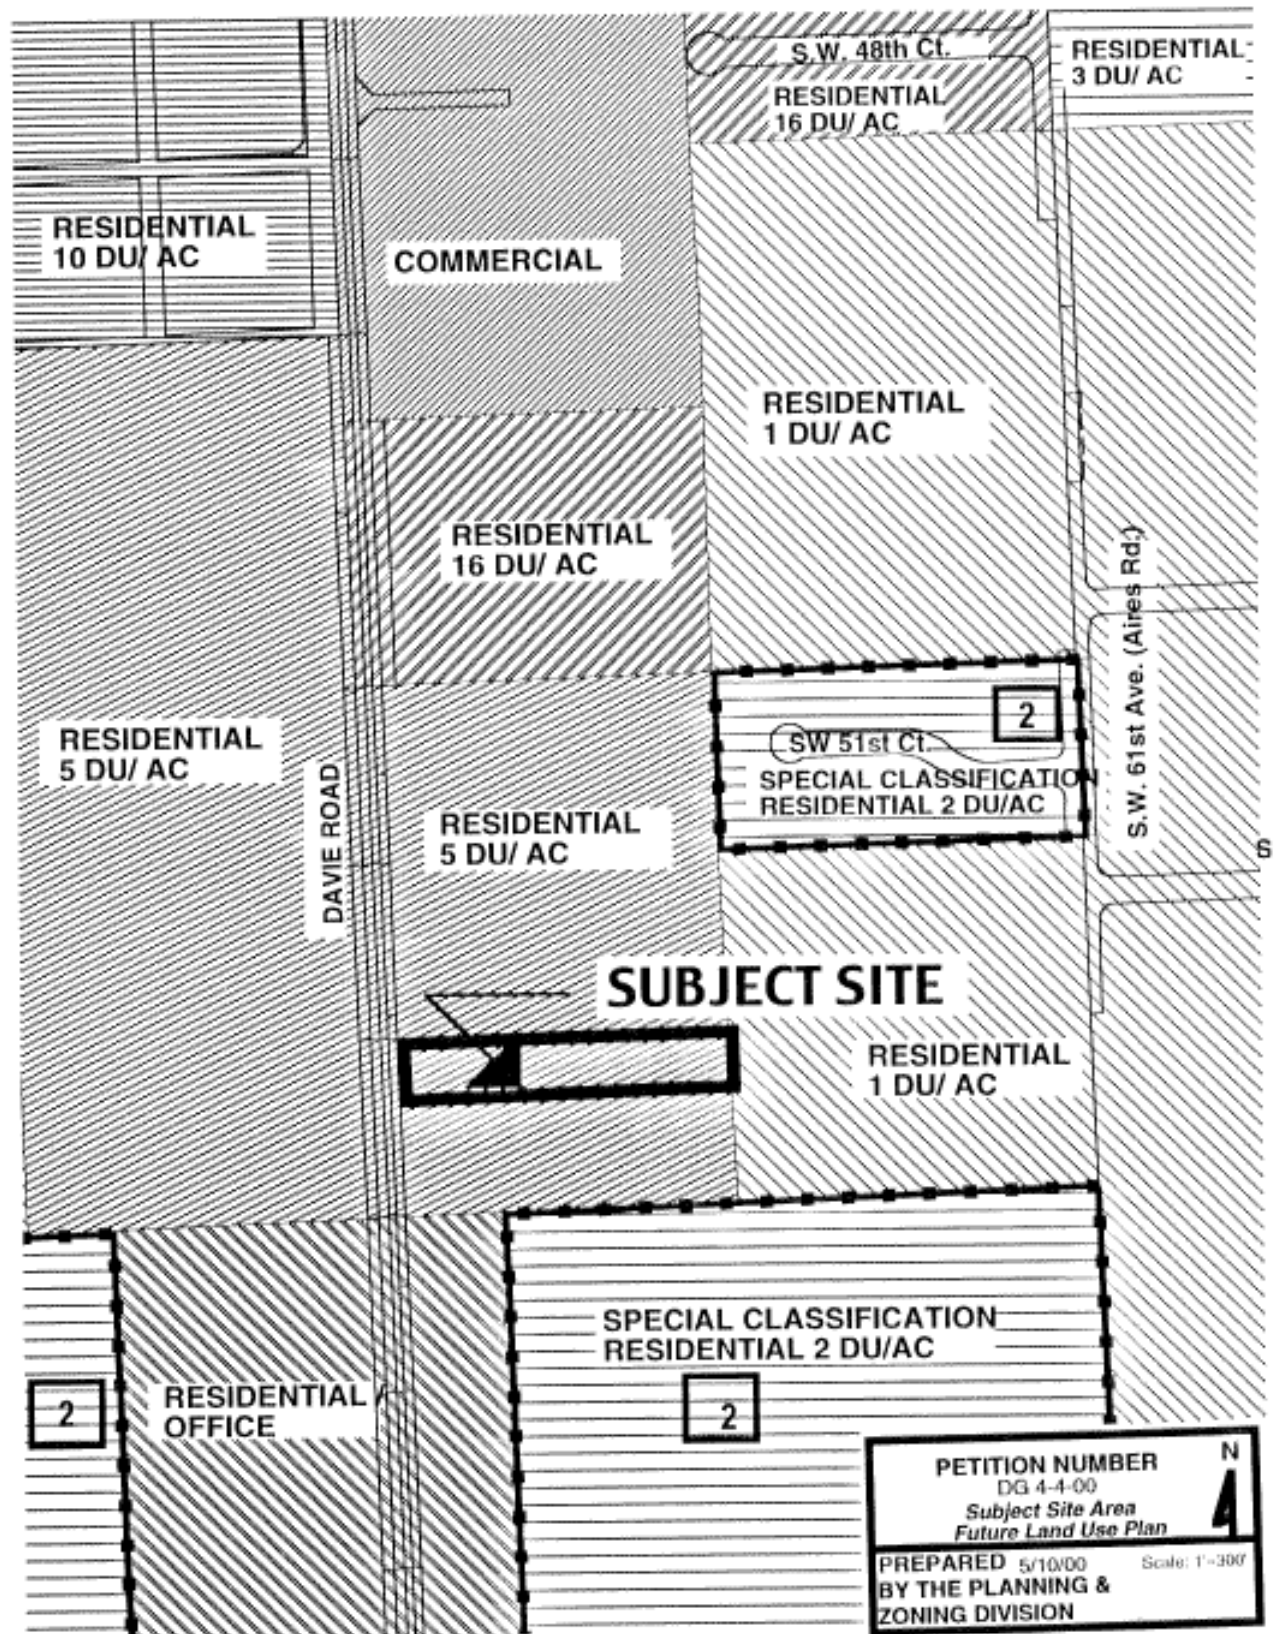 S.W. 48th Ct.
RESIDENTIAL
3 DU/ AC
RESIDENTIAL
16 DU/ AC
RESIDENTIAL
10 DU/ AC
COMMERCIAL
RESIDENTIAL
1 DU/ AC
RESIDENTIAL
16 DU/ AC
S.W. 61st Ave. (Aires Rd.)
2
SW 51st Ct.
SPECIAL CLASSIFICATION
RESIDENTIAL 2 DU/AC
RESIDENTIAL
5 DU/ AC
DAVIE ROAD
RESIDENTIAL
5 DU/ AC
S
SUBJECT SITE
RESIDENTIAL
1 DU/ AC
SPECIAL CLASSIFICATION
RESIDENTIAL 2 DU/AC
2
RESIDENTIAL /
OFFICE
2
PETITION NUMBER
DG 4-4-00
Subject Site Area
Future Land Use Plan
N
PREPARED 5/10/00
Scale: 1"=300'
BY THE PLANNING &
ZONING DIVISION